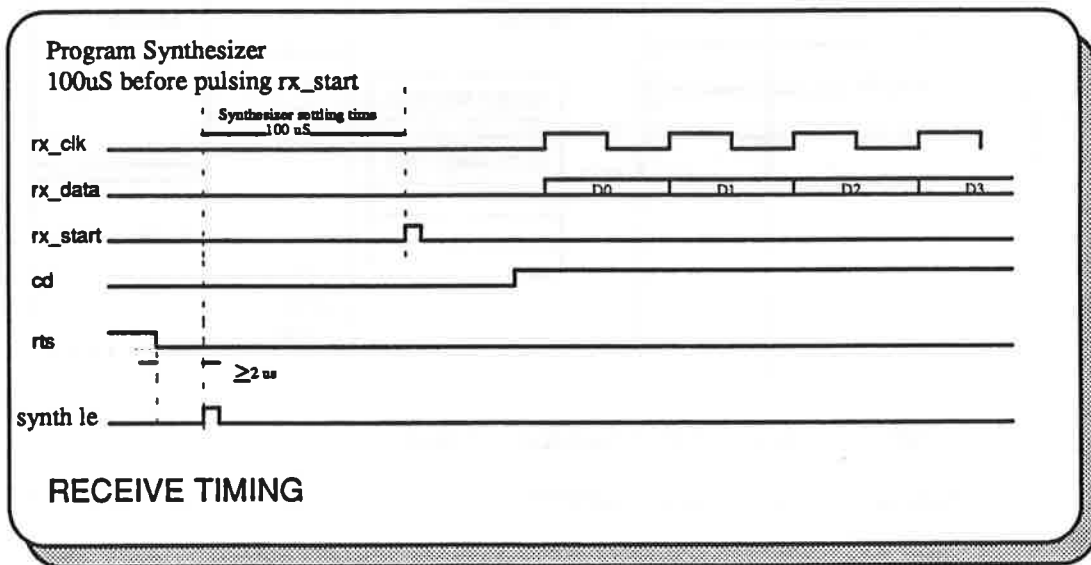 Program Synthesizer
100uS before pulsing rx_start
Synthesizer settling time
100 uS
rx_clk
rx_data
D0 D1 D2 D3
rx_start
cd
rts
≥2 us
synth le
RECEIVE TIMING